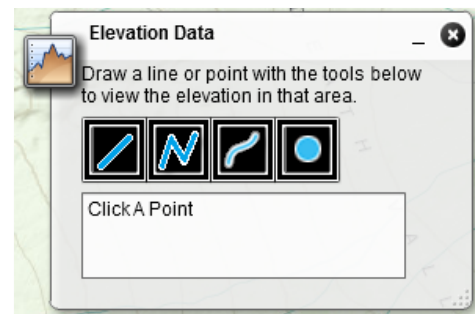 Elevation Data
Draw a line or point with the tools below
to view the elevation in that area.
Click A Point